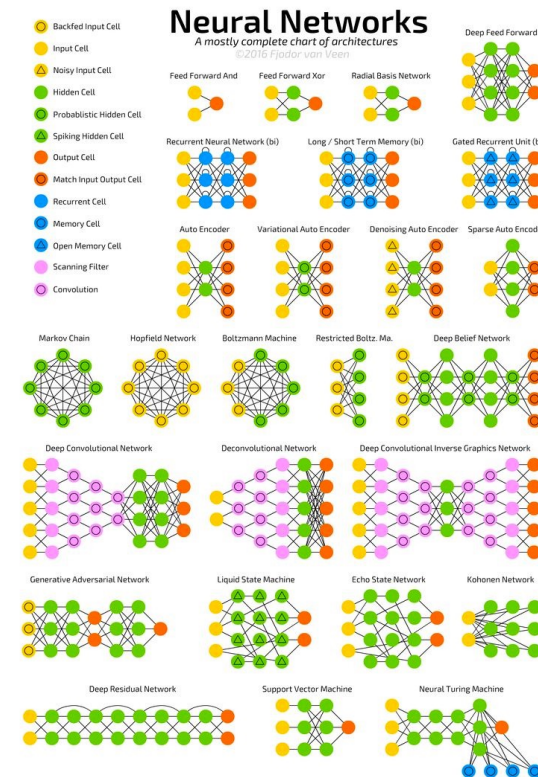 Neural Networks
A mostly complete chart of architectures
©2016 Fjodor van Veen
Backfed Input Cell
Input Cell
Noisy Input Cell
Hidden Cell
Probablistic Hidden Cell
Spiking Hidden Cell
Output Cell
Match Input Output Cell
Recurrent Cell
Memory Cell
Open Memory Cell
Scanning Filter
Convolution
Deep Feed Forward
Feed Forward And
Feed Forward Xor
Radial Basis Network
Recurrent Neural Network (bi)
Long / Short Term Memory (bi)
Gated Recurrent Unit (b
Auto Encoder
Variational Auto Encoder
Denoising Auto Encoder
Sparse Auto Encod
Markov Chain
Hopfield Network
Boltzmann Machine
Restricted Boltz. Ma.
Deep Belief Network
Deep Convolutional Network
Deconvolutional Network
Deep Convolutional Inverse Graphics Network
Generative Adversarial Network
Liquid State Machine
Echo State Network
Kohonen Network
Deep Residual Network
Support Vector Machine
Neural Turing Machine